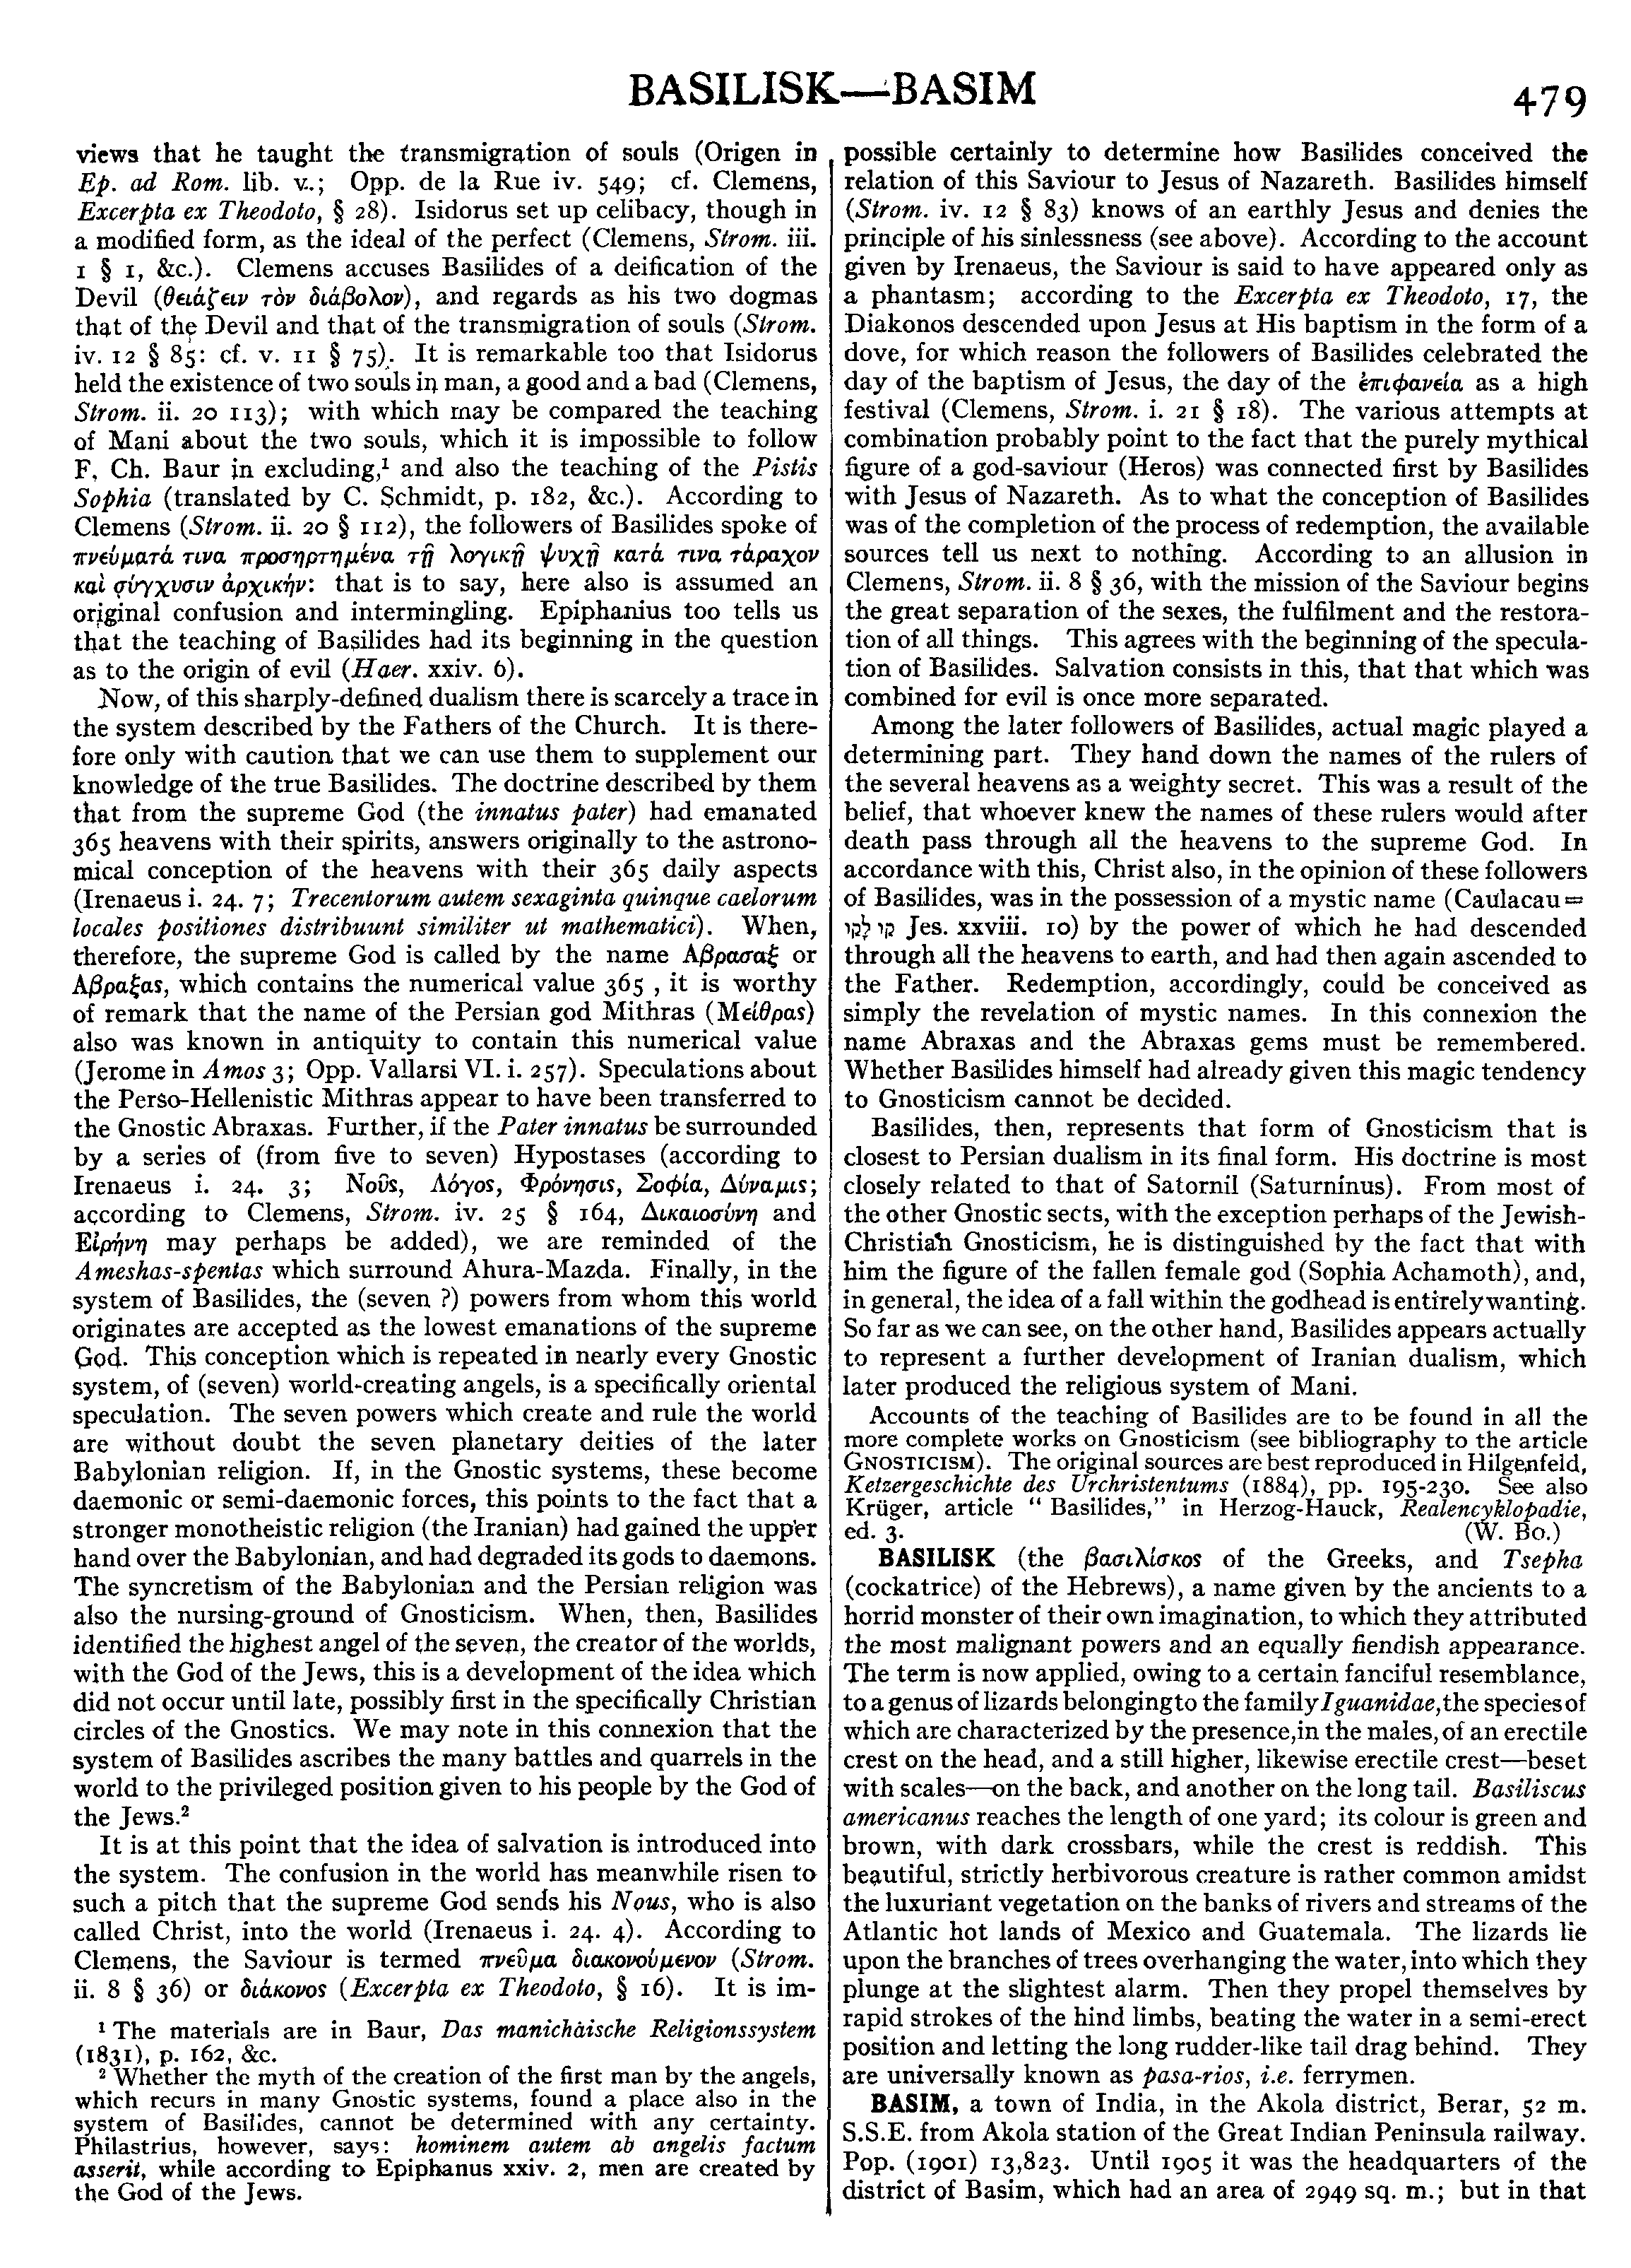 BASILISK—BASIM
479
views that he taught the transmigration of souls (Origen in
Ep. ad Rom. lib. v.; Opp. de la Rue iv. 549; cf. Clemens,
Excerpta ex Theodoto, § 28). Isidorus set up celibacy, though in
a modified form, as the ideal of the perfect (Clemens, Strom. iii.
1 § 1, &c.). Clemens accuses Basilides of a deification of the
Devil (θειάζειν τὸν διάβολον), and regards as his two dogmas
that of the Devil and that of the transmigration of souls (Strom.
iv. 12 § 85: cf. v. 11 § 75). It is remarkable too that Isidorus
held the existence of two souls in man, a good and a bad (Clemens,
Strom. ii. 20 113); with which may be compared the teaching
of Mani about the two souls, which it is impossible to follow
F. Ch. Baur in excluding,¹ and also the teaching of the Pistis
Sophia (translated by C. Schmidt, p. 182, &c.). According to
Clemens (Strom. ii. 20 § 112), the followers of Basilides spoke of
πνεύματά τινα προσηρτημένα τῇ λογικῇ ψυχῇ κατά τινα τάραχον
καὶ σύγχυσιν ἀρχικήν: that is to say, here also is assumed an
original confusion and intermingling. Epiphanius too tells us
that the teaching of Basilides had its beginning in the question
as to the origin of evil (Haer. xxiv. 6).
Now, of this sharply-defined dualism there is scarcely a trace in
the system described by the Fathers of the Church. It is there-
fore only with caution that we can use them to supplement our
knowledge of the true Basilides. The doctrine described by them
that from the supreme God (the innatus pater) had emanated
365 heavens with their spirits, answers originally to the astrono-
mical conception of the heavens with their 365 daily aspects
(Irenaeus i. 24. 7; Trecentorum autem sexaginta quinque caelorum
locales positiones distribuunt similiter ut mathematici). When,
therefore, the supreme God is called by the name Αβρασαξ or
Αβραξας, which contains the numerical value 365 , it is worthy
of remark that the name of the Persian god Mithras (Μείθρας)
also was known in antiquity to contain this numerical value
(Jerome in Amos 3; Opp. Vallarsi VI. i. 257). Speculations about
the Perso-Hellenistic Mithras appear to have been transferred to
the Gnostic Abraxas. Further, if the Pater innatus be surrounded
by a series of (from five to seven) Hypostases (according to
Irenaeus i. 24. 3; Νοῦς, Λόγος, Φρόνησις, Σοφία, Δύναμις;
according to Clemens, Strom. iv. 25 § 164, Δικαιοσύνη and
Εἰρήνη may perhaps be added), we are reminded of the
Ameshas-spentas which surround Ahura-Mazda. Finally, in the
system of Basilides, the (seven ?) powers from whom this world
originates are accepted as the lowest emanations of the supreme
God. This conception which is repeated in nearly every Gnostic
system, of (seven) world-creating angels, is a specifically oriental
speculation. The seven powers which create and rule the world
are without doubt the seven planetary deities of the later
Babylonian religion. If, in the Gnostic systems, these become
daemonic or semi-daemonic forces, this points to the fact that a
stronger monotheistic religion (the Iranian) had gained the upper
hand over the Babylonian, and had degraded its gods to daemons.
The syncretism of the Babylonian and the Persian religion was
also the nursing-ground of Gnosticism. When, then, Basilides
identified the highest angel of the seven, the creator of the worlds,
with the God of the Jews, this is a development of the idea which
did not occur until late, possibly first in the specifically Christian
circles of the Gnostics. We may note in this connexion that the
system of Basilides ascribes the many battles and quarrels in the
world to the privileged position given to his people by the God of
the Jews.²
It is at this point that the idea of salvation is introduced into
the system. The confusion in the world has meanwhile risen to
such a pitch that the supreme God sends his Nous, who is also
called Christ, into the world (Irenaeus i. 24. 4). According to
Clemens, the Saviour is termed πνεῦμα διακονούμενον (Strom.
ii. 8 § 36) or διάκονος (Excerpta ex Theodoto, § 16). It is im-
¹ The materials are in Baur, Das manichäische Religionssystem
(1831), p. 162, &c.
² Whether the myth of the creation of the first man by the angels,
which recurs in many Gnostic systems, found a place also in the
system of Basilides, cannot be determined with any certainty.
Philastrius, however, says: hominem autem ab angelis factum
asserit, while according to Epiphanus xxiv. 2, men are created by
the God of the Jews.
possible certainly to determine how Basilides conceived the
relation of this Saviour to Jesus of Nazareth. Basilides himself
(Strom. iv. 12 § 83) knows of an earthly Jesus and denies the
principle of his sinlessness (see above). According to the account
given by Irenaeus, the Saviour is said to have appeared only as
a phantasm; according to the Excerpta ex Theodoto, 17, the
Diakonos descended upon Jesus at His baptism in the form of a
dove, for which reason the followers of Basilides celebrated the
day of the baptism of Jesus, the day of the ἐπιφανεία as a high
festival (Clemens, Strom. i. 21 § 18). The various attempts at
combination probably point to the fact that the purely mythical
figure of a god-saviour (Heros) was connected first by Basilides
with Jesus of Nazareth. As to what the conception of Basilides
was of the completion of the process of redemption, the available
sources tell us next to nothing. According to an allusion in
Clemens, Strom. ii. 8 § 36, with the mission of the Saviour begins
the great separation of the sexes, the fulfilment and the restora-
tion of all things. This agrees with the beginning of the specula-
tion of Basilides. Salvation consists in this, that that which was
combined for evil is once more separated.
Among the later followers of Basilides, actual magic played a
determining part. They hand down the names of the rulers of
the several heavens as a weighty secret. This was a result of the
belief, that whoever knew the names of these rulers would after
death pass through all the heavens to the supreme God. In
accordance with this, Christ also, in the opinion of these followers
of Basilides, was in the possession of a mystic name (Caulacau=
קו לקו Jes. xxviii. 10) by the power of which he had descended
through all the heavens to earth, and had then again ascended to
the Father. Redemption, accordingly, could be conceived as
simply the revelation of mystic names. In this connexion the
name Abraxas and the Abraxas gems must be remembered.
Whether Basilides himself had already given this magic tendency
to Gnosticism cannot be decided.
Basilides, then, represents that form of Gnosticism that is
closest to Persian dualism in its final form. His doctrine is most
closely related to that of Satornil (Saturninus). From most of
the other Gnostic sects, with the exception perhaps of the Jewish-
Christian Gnosticism, he is distinguished by the fact that with
him the figure of the fallen female god (Sophia Achamoth), and,
in general, the idea of a fall within the godhead is entirely wanting.
So far as we can see, on the other hand, Basilides appears actually
to represent a further development of Iranian dualism, which
later produced the religious system of Mani.
Accounts of the teaching of Basilides are to be found in all the
more complete works on Gnosticism (see bibliography to the article
GNOSTICISM). The original sources are best reproduced in Hilgenfeld,
Ketzergeschichte des Urchristentums (1884), pp. 195-230. See also
Krüger, article “ Basilides,” in Herzog-Hauck, Realencyklopadie,
ed. 3. (W. Bo.)
BASILISK (the βασιλίσκος of the Greeks, and Tsepha
(cockatrice) of the Hebrews), a name given by the ancients to a
horrid monster of their own imagination, to which they attributed
the most malignant powers and an equally fiendish appearance.
The term is now applied, owing to a certain fanciful resemblance,
to a genus of lizards belonging to the family Iguanidae, the species of
which are characterized by the presence, in the males, of an erectile
crest on the head, and a still higher, likewise erectile crest—beset
with scales—on the back, and another on the long tail. Basiliscus
americanus reaches the length of one yard; its colour is green and
brown, with dark crossbars, while the crest is reddish. This
beautiful, strictly herbivorous creature is rather common amidst
the luxuriant vegetation on the banks of rivers and streams of the
Atlantic hot lands of Mexico and Guatemala. The lizards lie
upon the branches of trees overhanging the water, into which they
plunge at the slightest alarm. Then they propel themselves by
rapid strokes of the hind limbs, beating the water in a semi-erect
position and letting the long rudder-like tail drag behind. They
are universally known as pasa-rios, i.e. ferrymen.
BASIM, a town of India, in the Akola district, Berar, 52 m.
S.S.E. from Akola station of the Great Indian Peninsula railway.
Pop. (1901) 13,823. Until 1905 it was the headquarters of the
district of Basim, which had an area of 2949 sq. m.; but in that